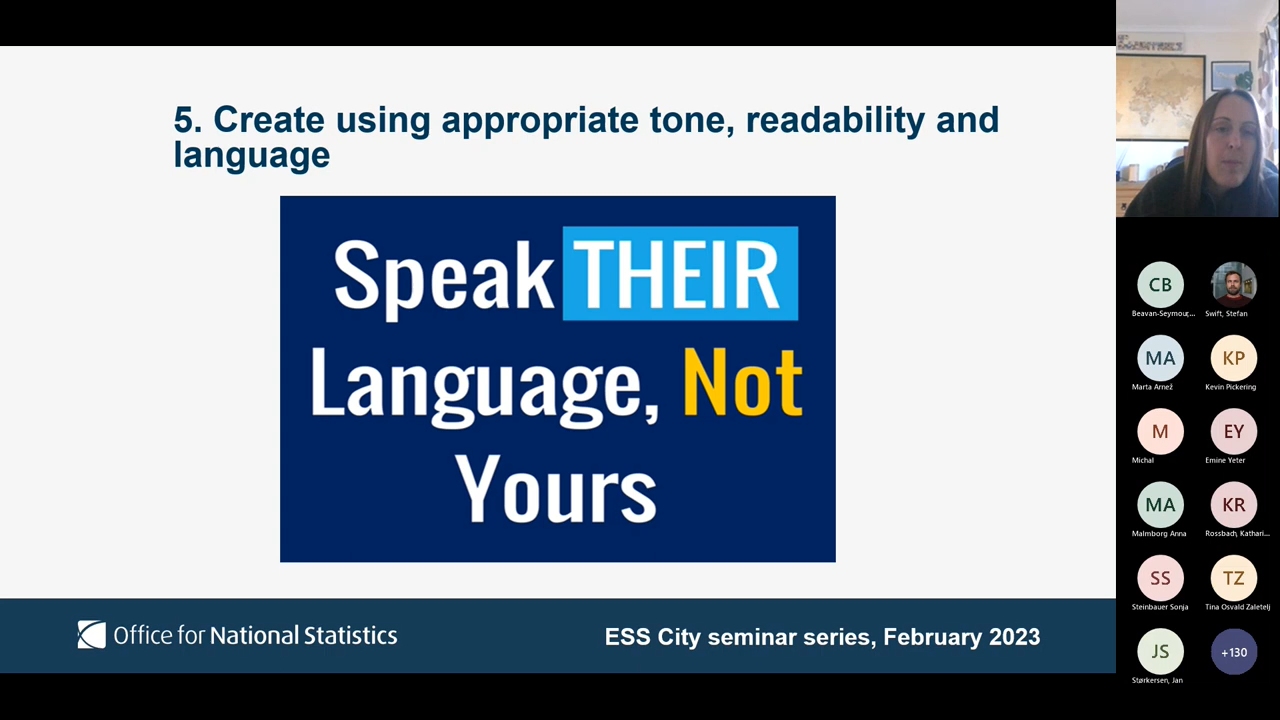 5. Create using appropriate tone, readability and
language
Speak THEIR
Language, Not
Yours
Office for National Statistics
ESS City seminar series, February 2023
CB
Beavan-Seymour,...
Swift, Stefan
MA
Marta Arnež
KP
Kevin Pickering
M
Michal
EY
Emine Yeter
MA
Malmborg Anna
KR
Rossbach, Kathari...
SS
Steinbauer Sonja
TZ
Tina Osvald Zaletelj
JS
Størkersen, Jan
+130